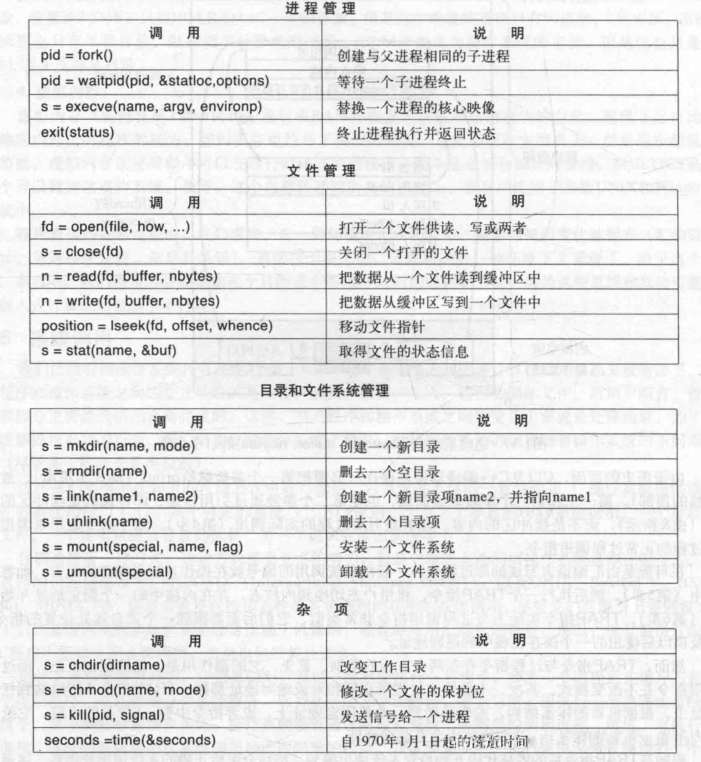 进 程 管 理
调 用 说 明
pid = fork() 创建与父进程相同的子进程
pid = waitpid(pid, &statloc,options) 等待一个子进程终止
s = execve(name, argv, environp) 替换一个进程的核心映像
exit(status) 终止进程执行并返回状态
文 件 管 理
调 用 说 明
fd = open(file, how, ...) 打开一个文件供读、写或两者
s = close(fd) 关闭一个打开的文件
n = read(fd, buffer, nbytes) 把数据从一个文件读到缓冲区中
n = write(fd, buffer, nbytes) 把数据从缓冲区写到一个文件中
position = lseek(fd, offset, whence) 移动文件指针
s = stat(name, &buf) 取得文件的状态信息
目录和文件系统管理
调 用 说 明
s = mkdir(name, mode) 创建一个新目录
s = rmdir(name) 删去一个空目录
s = link(name1, name2) 创建一个新目录项name2，并指向name1
s = unlink(name) 删去一个目录项
s = mount(special, name, flag) 安装一个文件系统
s = umount(special) 卸载一个文件系统
杂 项
调 用 说 明
s = chdir(dirname) 改变工作目录
s = chmod(name, mode) 修改一个文件的保护位
s = kill(pid, signal) 发送信号给一个进程
seconds =time(&seconds) 自1970年1月1日起的流逝时间